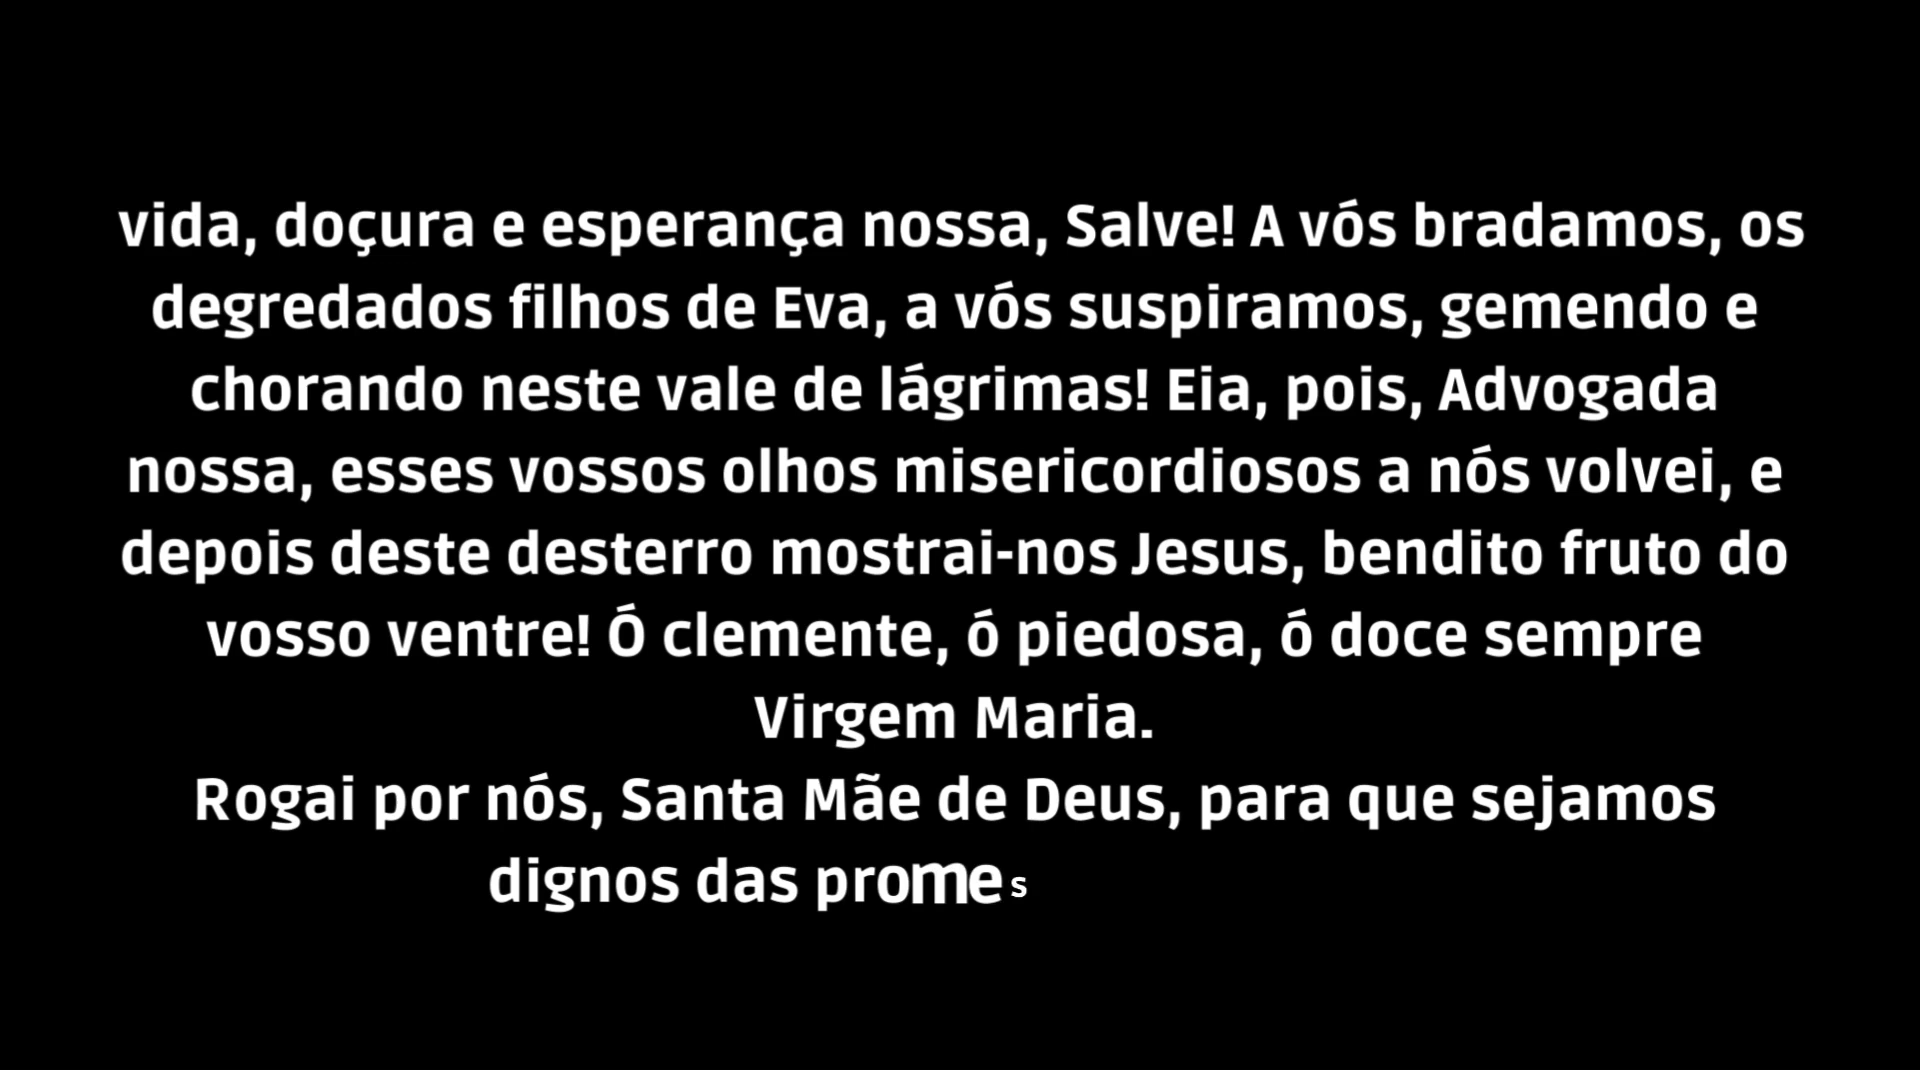 vida, doçura e esperança nossa, Salve! A vós bradamos, os
degredados filhos de Eva, a vós suspiramos, gemendo e
chorando neste vale de lágrimas! Eia, pois, Advogada
nossa, esses vossos olhos misericordiosos a nós volvei, e
depois deste desterro mostrai-nos Jesus, bendito fruto do
vosso ventre! Ó clemente, ó piedosa, ó doce sempre
Virgem Maria.
Rogai por nós, Santa Mãe de Deus, para que sejamos
dignos das promes